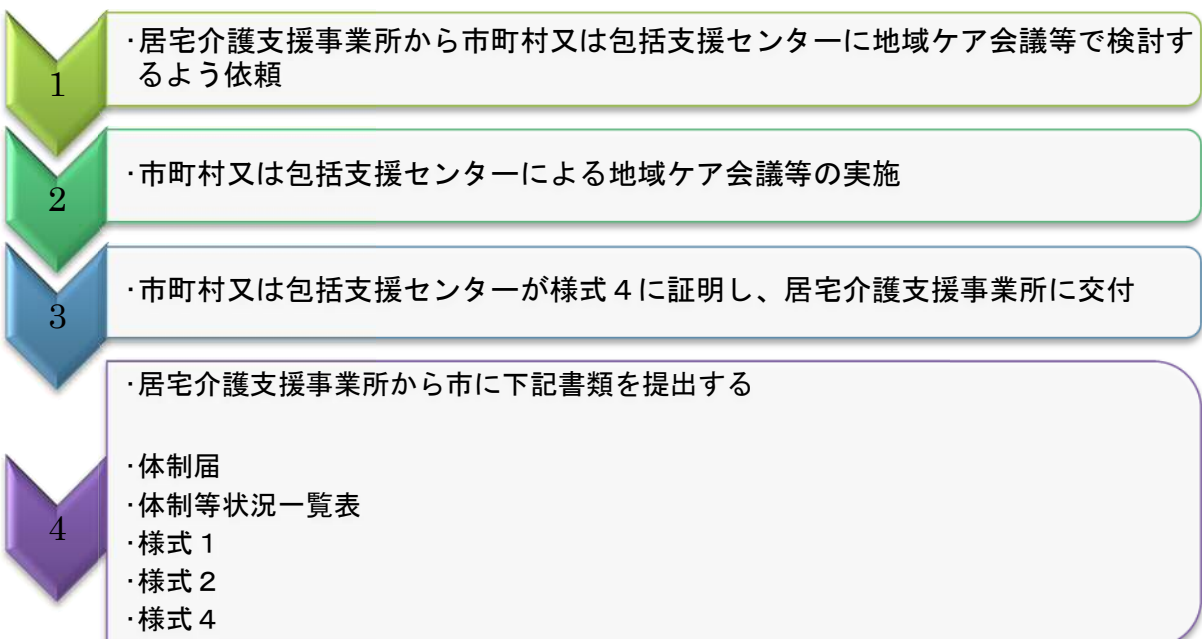 1
･居宅介護支援事業所から市町村又は包括支援センターに地域ケア会議等で検討す
るよう依頼
2
･市町村又は包括支援センターによる地域ケア会議等の実施
3
･市町村又は包括支援センターが様式４に証明し、居宅介護支援事業所に交付
4
･居宅介護支援事業所から市に下記書類を提出する
･体制届
･体制等状況一覧表
･様式１
･様式２
･様式４